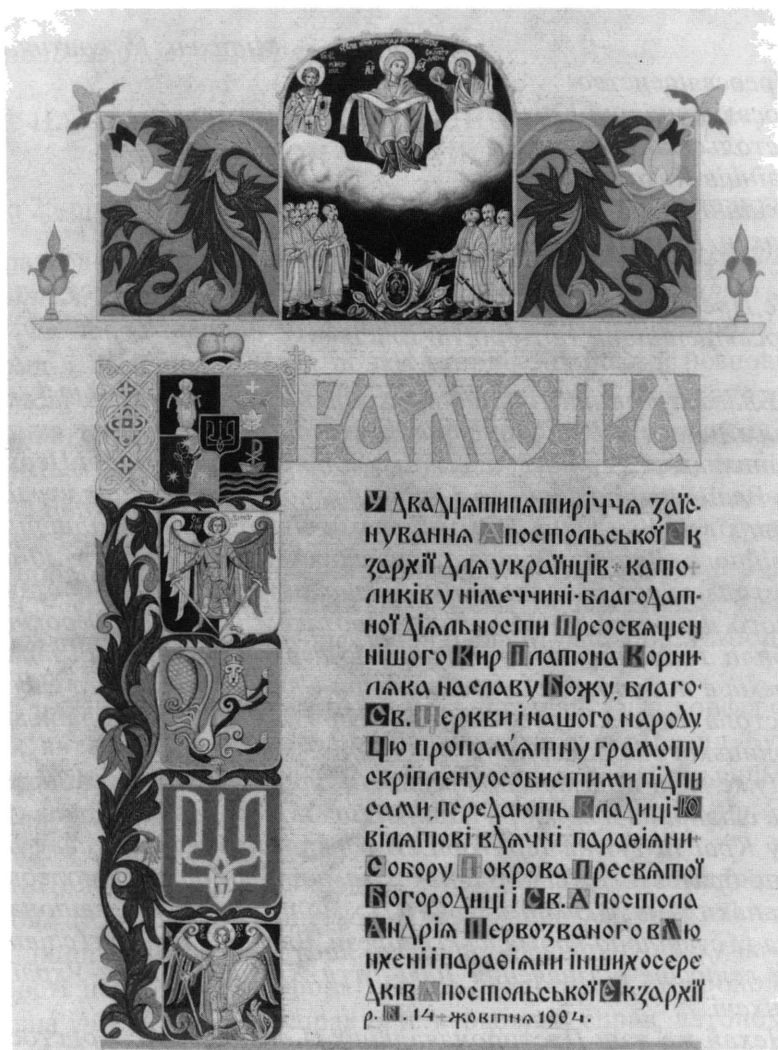 ГРАМОТА
У двадцятипятиріччя заїс-
нування Апостольської Ек
зархії для українців - като-
ликів у німеччині - благодат-
ної діяльности Преосвящен
нішого Кир Платона Корни
ляка на славу Божу, благо-
Св. Церкви і нашого народу
Цю пропам'ятну грамоту
скріплену особистими підпи
сами, передають Владиці-Ю
вілятові вдячні парафіяни-
Собору Покрова Пресвятої
Богородиці і Св. Апостола
Андрія Первозваного в Мю
нхені і парафіяни інших осере
дків Апостольської Екзархії
р. Б. 14 - жовтня 1984.